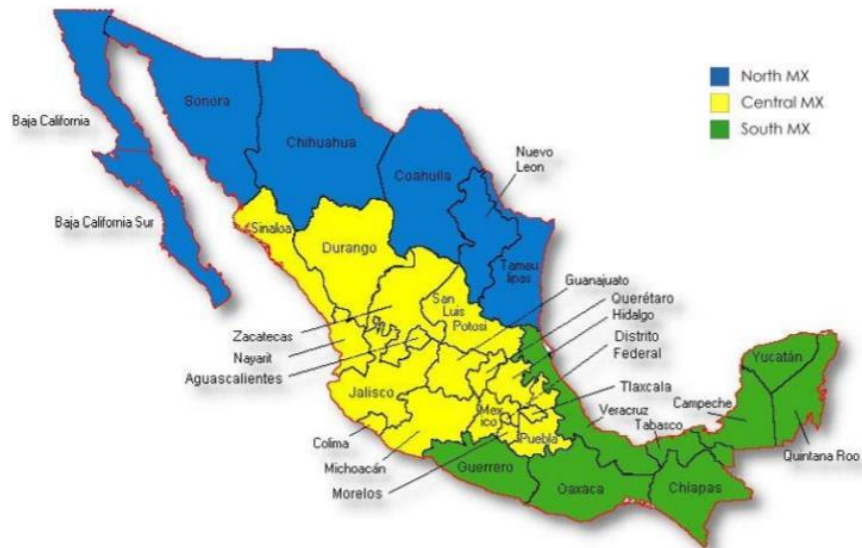 North MX
Central MX
South MX
Baja California
Sonora
Chihuahua
Coahuila
Nuevo
Leon
Baja California Sur
Sinaloa
Durango
Tamau
lipas
Guanajuato
Querétaro
Hidalgo
San
Luis
Potosi
Distrito
Federal
Zacatecas
Nayarit
Aguascalientes
Tlaxcala
Yucatán
Jalisco
Mex
ico
Veracruz
Campeche
Tabasco
Colima
Puebla
Michoacán
Guerrero
Quintana Roo
Morelos
Oaxaca
Chiapas